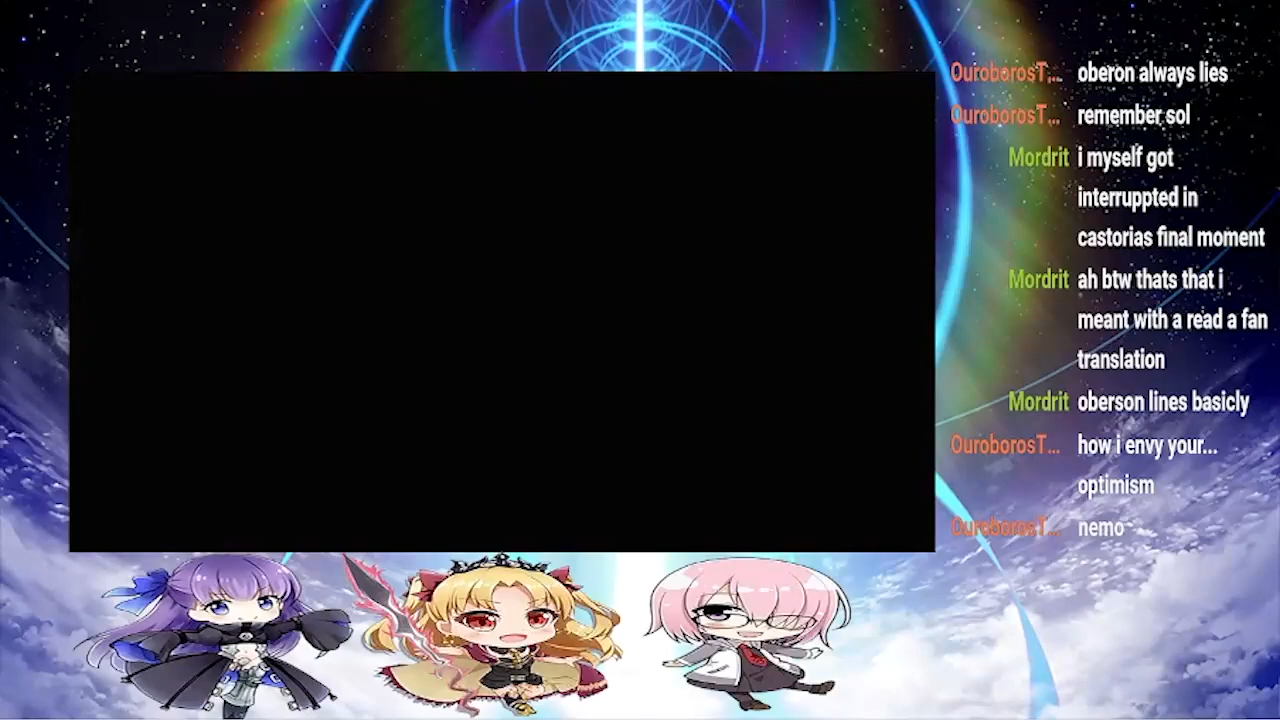 OuroborosT... oberon always lies
OuroborosT... remember sol
Mordrit i myself got
interruppted in
castorias final moment
Mordrit ah btw thats that i
meant with a read a fan
translation
Mordrit oberson lines basicly
OuroborosT... how i envy your...
optimism
OuroborosT... nemo~